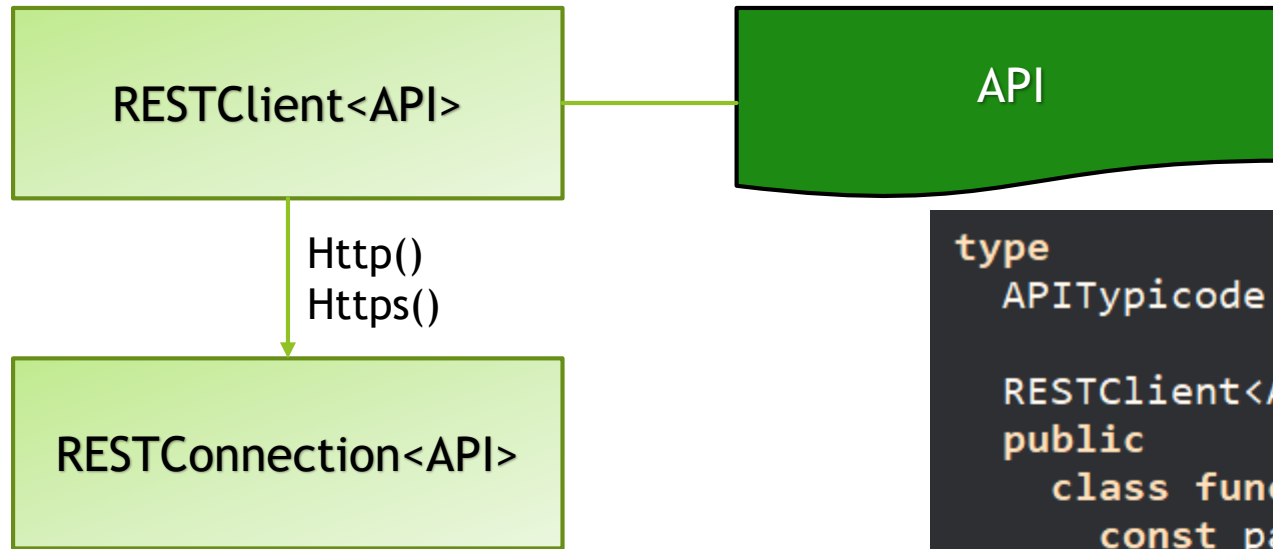 RESTClient<API>
API
Http()
Https()
RESTConnection<API>
type
APITypicode
RESTClient<
public
class
const